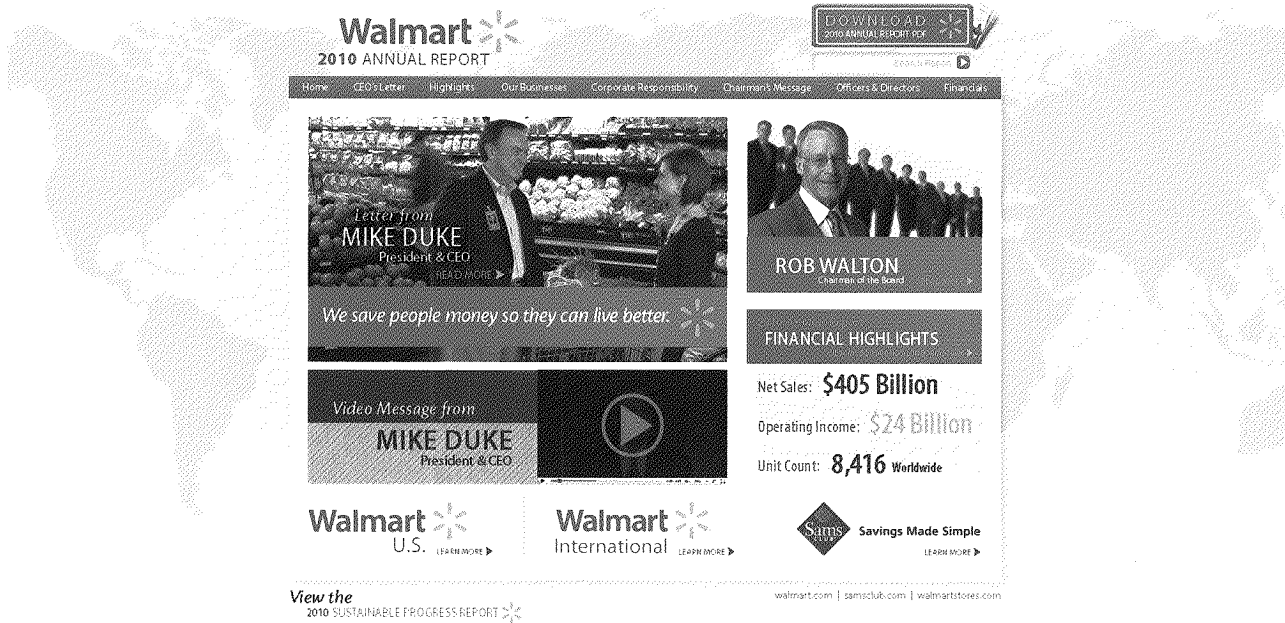 Walmart
2010 ANNUAL REPORT
DOWNLOAD
2010 ANNUAL REPORT PDF
Search Report
Home CEO's Letter Highlights Our Businesses Corporate Responsibility Chairman's Message Officers & Directors Financials
Letter from
MIKE DUKE
President & CEO
READ MORE
We save people money so they can live better.
ROB WALTON
Chairman of the Board
FINANCIAL HIGHLIGHTS
Net Sales: $405 Billion
Operating Income: $24 Billion
Unit Count: 8,416 Worldwide
Video Message from
MIKE DUKE
President & CEO
Walmart
U.S. LEARN MORE
Walmart
International LEARN MORE
Sam's
CLUB
Savings Made Simple
LEARN MORE
View the
2010 SUSTAINABLE PROGRESS REPORT
walmart.com | samsclub.com | walmartstores.com